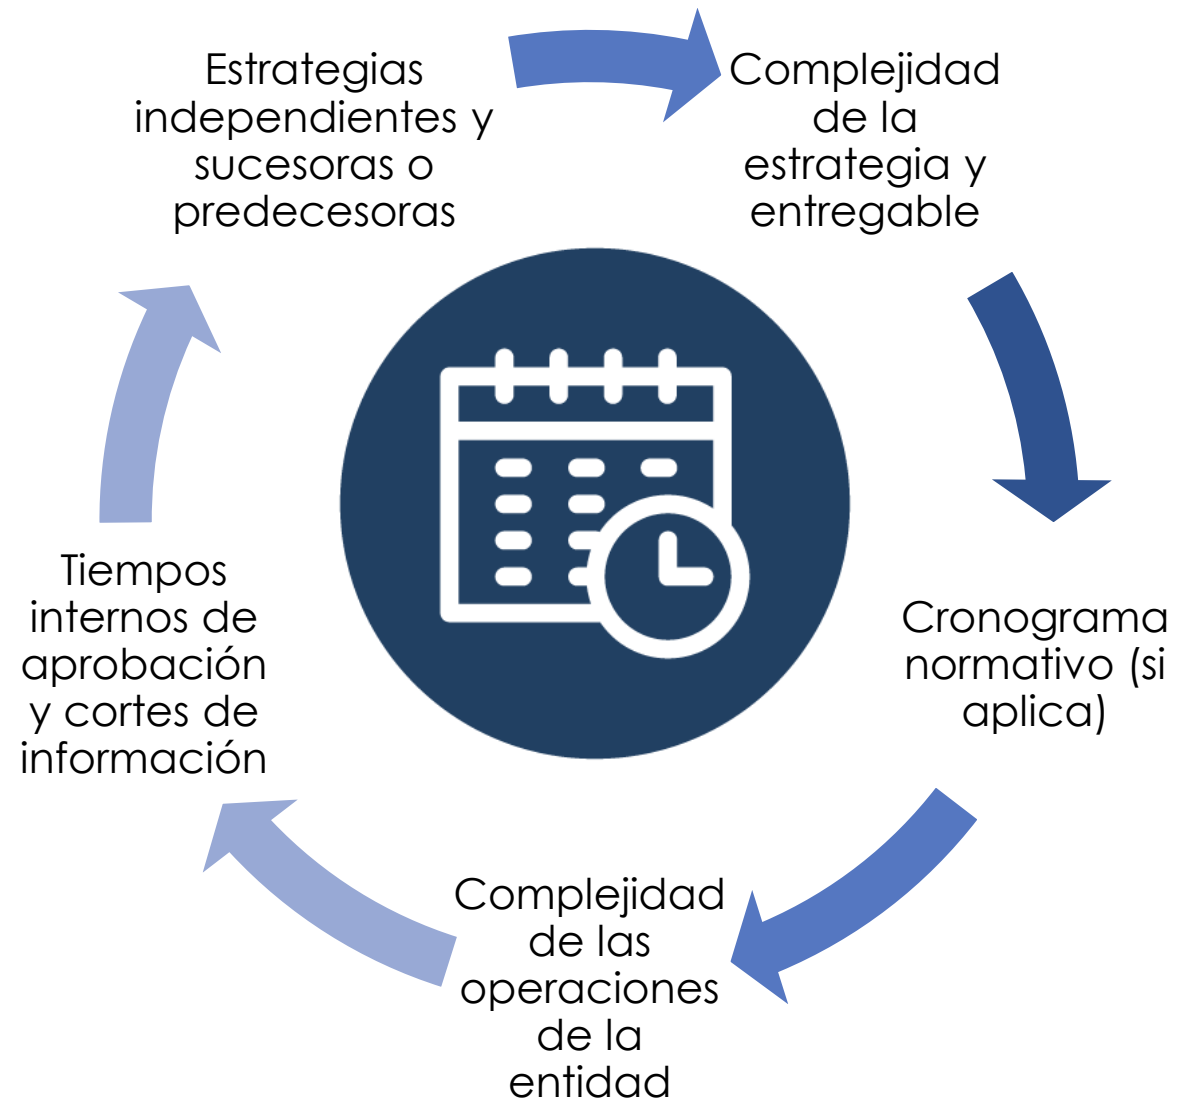 Estrategias
independientes y
sucesoras o
predecesoras
Complejidad
de la
estrategia y
entregable
Cronograma
normativo (si
aplica)
Complejidad
de las
operaciones
de la
entidad
Tiempos
internos de
aprobación
y cortes de
información